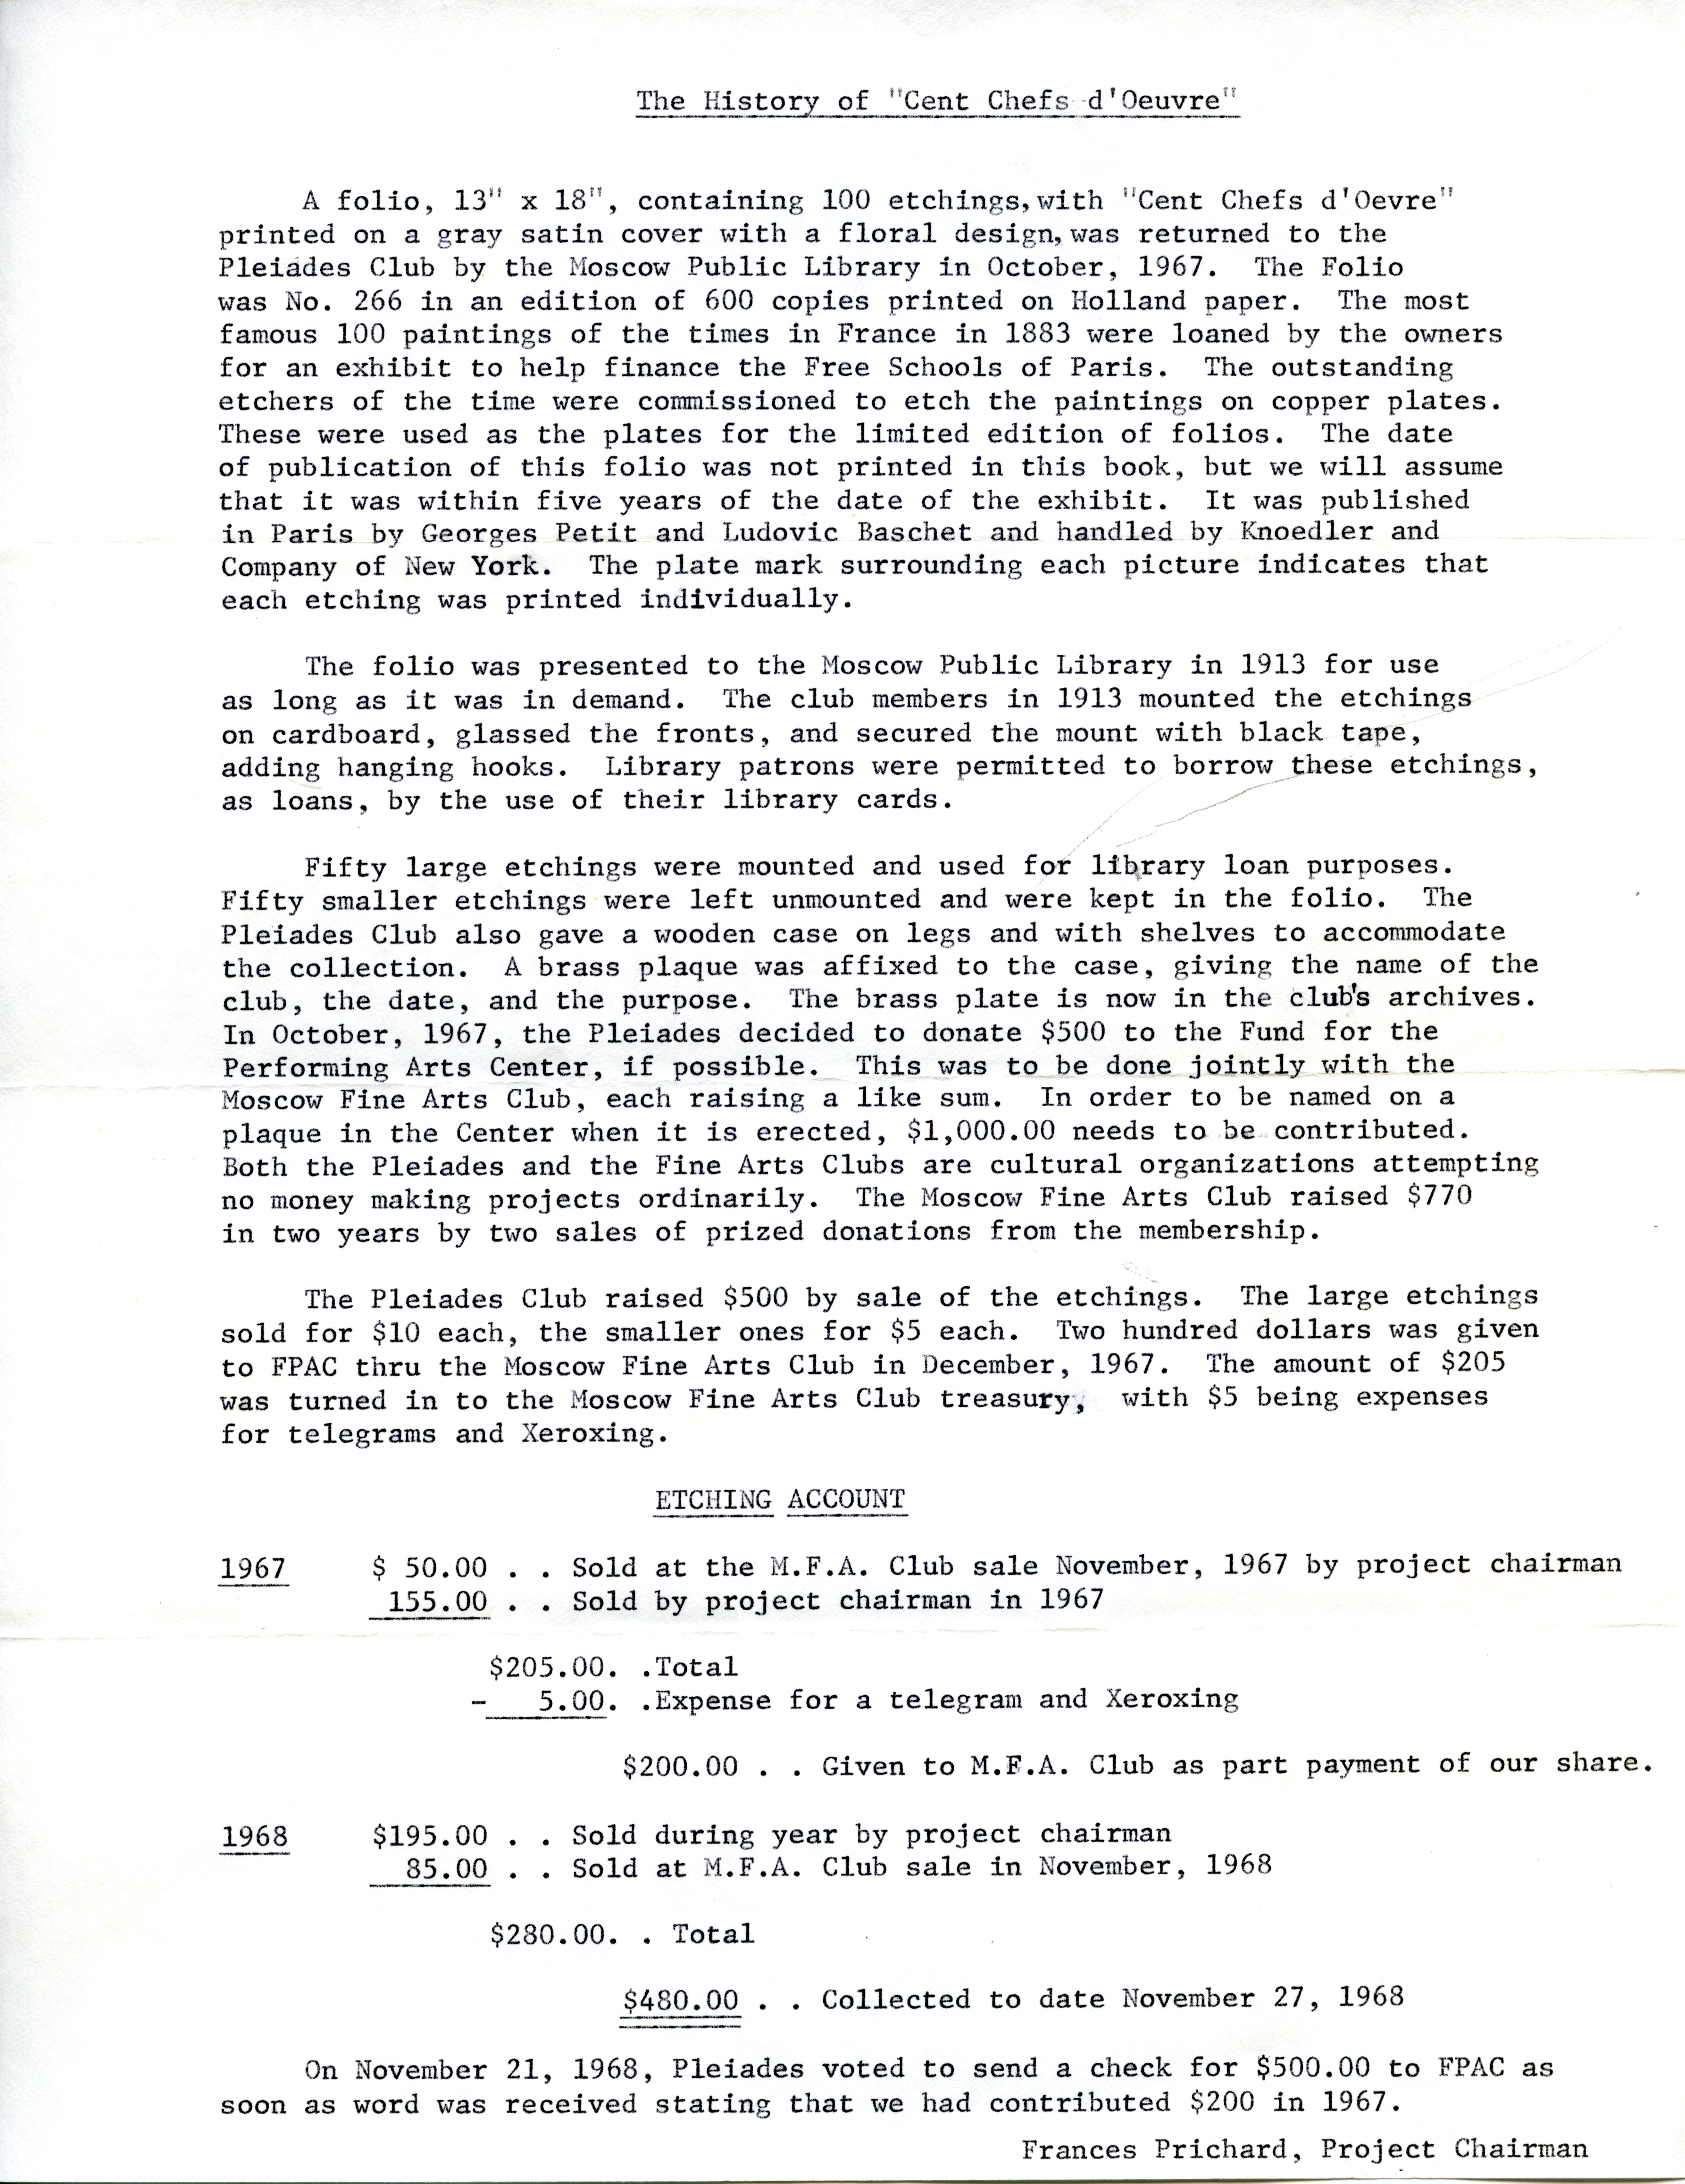 The History of "Cent Chefs d'Oeuvre"
A folio, 13" x 18", containing 100 etchings, with "Cent Chefs d'Oevre"
printed on a gray satin cover with a floral design, was returned to the
Pleiades Club by the Moscow Public Library in October, 1967. The Folio
was No. 266 in an edition of 600 copies printed on Holland paper. The most
famous 100 paintings of the times in France in 1883 were loaned by the owners
for an exhibit to help finance the Free Schools of Paris. The outstanding
etchers of the time were commissioned to etch the paintings on copper plates.
These were used as the plates for the limited edition of folios. The date
of publication of this folio was not printed in this book, but we will assume
that it was within five years of the date of the exhibit. It was published
in Paris by Georges Petit and Ludovic Baschet and handled by Knoedler and
Company of New York. The plate mark surrounding each picture indicates that
each etching was printed individually.
The folio was presented to the Moscow Public Library in 1913 for use
as long as it was in demand. The club members in 1913 mounted the etchings
on cardboard, glassed the fronts, and secured the mount with black tape,
adding hanging hooks. Library patrons were permitted to borrow these etchings,
as loans, by the use of their library cards.
Fifty large etchings were mounted and used for library loan purposes.
Fifty smaller etchings were left unmounted and were kept in the folio. The
Pleiades Club also gave a wooden case on legs and with shelves to accommodate
the collection. A brass plaque was affixed to the case, giving the name of the
club, the date, and the purpose. The brass plate is now in the club's archives.
In October, 1967, the Pleiades decided to donate $500 to the Fund for the
Performing Arts Center, if possible. This was to be done jointly with the
Moscow Fine Arts Club, each raising a like sum. In order to be named on a
plaque in the Center when it is erected, $1,000.00 needs to be contributed.
Both the Pleiades and the Fine Arts Clubs are cultural organizations attempting
no money making projects ordinarily. The Moscow Fine Arts Club raised $770
in two years by two sales of prized donations from the membership.
The Pleiades Club raised $500 by sale of the etchings. The large etchings
sold for $10 each, the smaller ones for $5 each. Two hundred dollars was given
to FPAC thru the Moscow Fine Arts Club in December, 1967. The amount of $205
was turned in to the Moscow Fine Arts Club treasury, with $5 being expenses
for telegrams and Xeroxing.
ETCHING ACCOUNT
1967 $ 50.00 . . Sold at the M.F.A. Club sale November, 1967 by project chairman
155.00 . . Sold by project chairman in 1967
$205.00. .Total
- 5.00. .Expense for a telegram and Xeroxing
$200.00 . . Given to M.F.A. Club as part payment of our share.
1968 $195.00 . . Sold during year by project chairman
85.00 . . Sold at M.F.A. Club sale in November, 1968
$280.00. . Total
$480.00 . . Collected to date November 27, 1968
On November 21, 1968, Pleiades voted to send a check for $500.00 to FPAC as
soon as word was received stating that we had contributed $200 in 1967.
Frances Prichard, Project Chairman